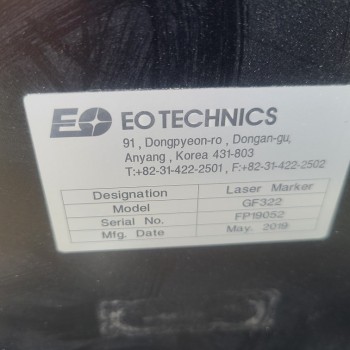 EO EO TECHNICS
91, Dongpyeon-ro, Dongan-gu,
Anyang, Korea 431-803
T:+82-31-422-2501, F:+82-31-422-2502
Designation Laser Marker
Model GF322
Serial No. FP19052
Mfg. Date May. 2019